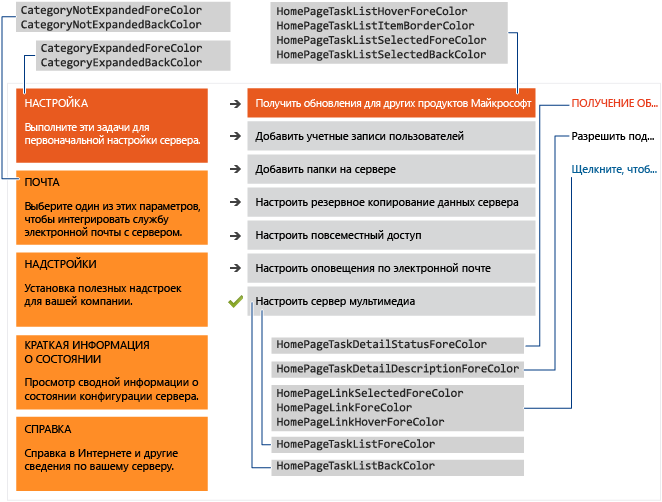 CategoryNotExpandedForeColor
CategoryNotExpandedBackColor
CategoryExpandedForeColor
CategoryExpandedBackColor
HomePageTaskListHoverForeColor
HomePageTaskListItemBorderColor
HomePageTaskListSelectedForeColor
HomePageTaskListSelectedBackColor
НАСТРОЙКА
Выполните эти задачи для
первоначальной настройки сервера.
ПОЧТА
Выберите один из этих параметров,
чтобы интегрировать службу
электронной почты с сервером.
НАДСТРОЙКИ
Установка полезных надстроек
для вашей компании.
КРАТКАЯ ИНФОРМАЦИЯ
О СОСТОЯНИИ
Просмотр сводной информации о
состоянии конфигурации сервера.
СПРАВКА
Справка в Интернете и другие
сведения по вашему серверу.
Получить обновления для других продуктов Майкрософт
Добавить учетные записи пользователей
Добавить папки на сервере
Настроить резервное копирование данных сервера
Настроить повсеместный доступ
Настроить оповещения по электронной почте
Настроить сервер мультимедиа
ПОЛУЧЕНИЕ ОБ...
Разрешить под...
Щелкните, чтоб...
HomePageTaskDetailStatusForeColor
HomePageTaskDetailDescriptionForeColor
HomePageLinkSelectedForeColor
HomePageLinkForeColor
HomePageLinkHoverForeColor
HomePageTaskListForeColor
HomePageTaskListBackColor